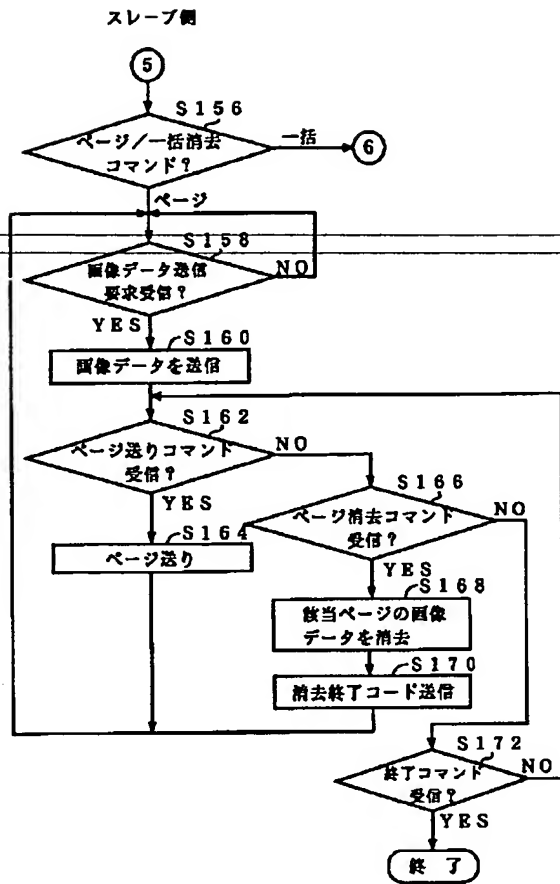 スレーブ側
5
S156
ページ/一括消去
コマンド?
一括
6
ページ
S158
画像データ送信
要求受信?
NO
YES
S160
画像データを送信
S162
ページ送りコマンド
受信?
NO
YES
S164
ページ送り
S166
ページ消去コマンド
受信?
NO
YES
S168
該当ページの画像
データを消去
S170
消去終了コード送信
S172
終了コマンド
受信?
NO
YES
終 了